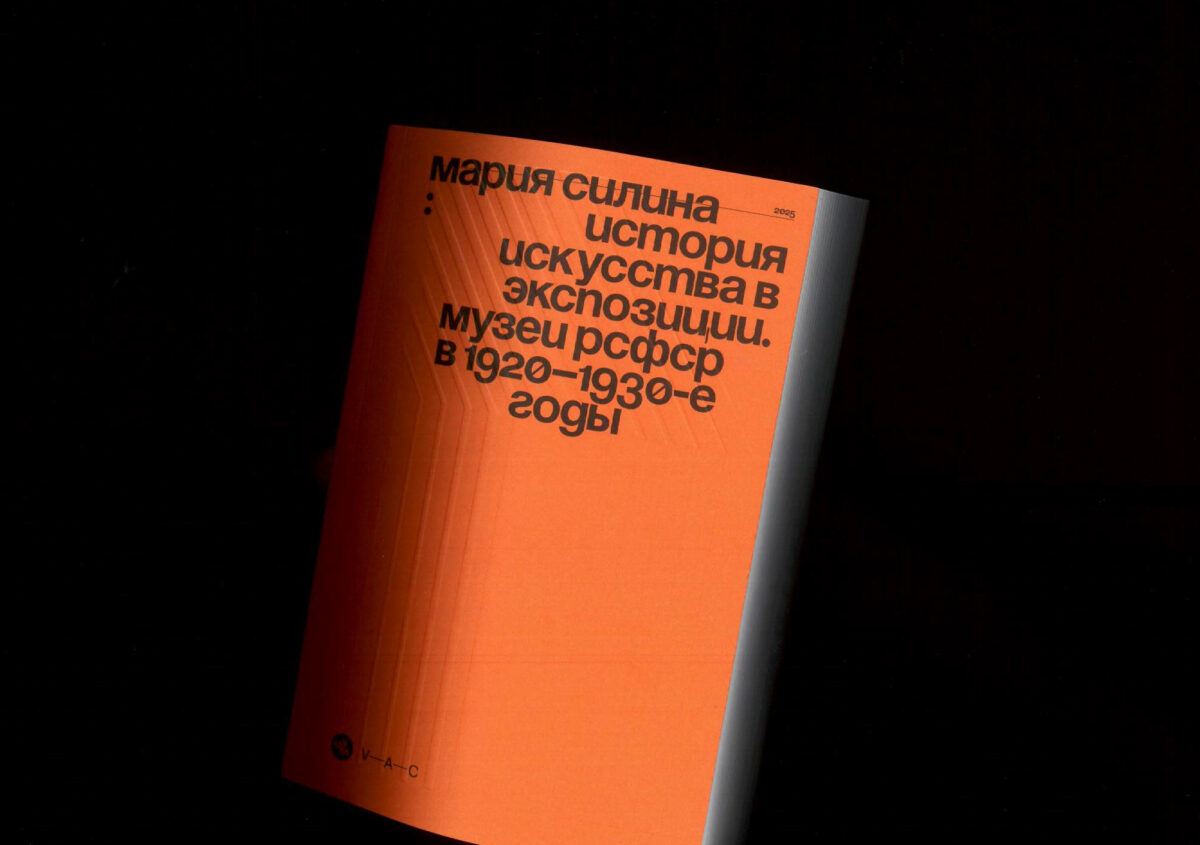 мария силина
2025
:
история
искусства в
экспозиции.
музеи рсфср
в 1920—1930-е
годы
V—A—C